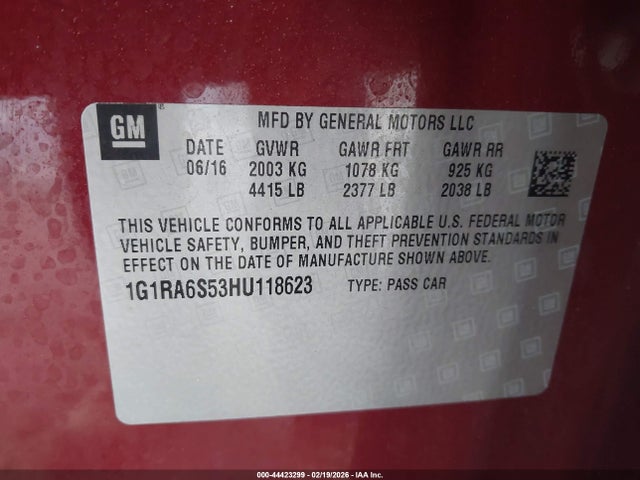 GM
®
MFD BY GENERAL MOTORS LLC
DATE GVWR GAWR FRT GAWR RR
06/16 2003 KG 1078 KG 925 KG
4415 LB 2377 LB 2038 LB
THIS VEHICLE CONFORMS TO ALL APPLICABLE U.S. FEDERAL MOTOR
VEHICLE SAFETY, BUMPER, AND THEFT PREVENTION STANDARDS IN
EFFECT ON THE DATE OF MANUFACTURE SHOWN ABOVE.
1G1RA6S53HU118623 TYPE: PASS CAR
000-44423299 - 02/19/2026 - IAA Inc.